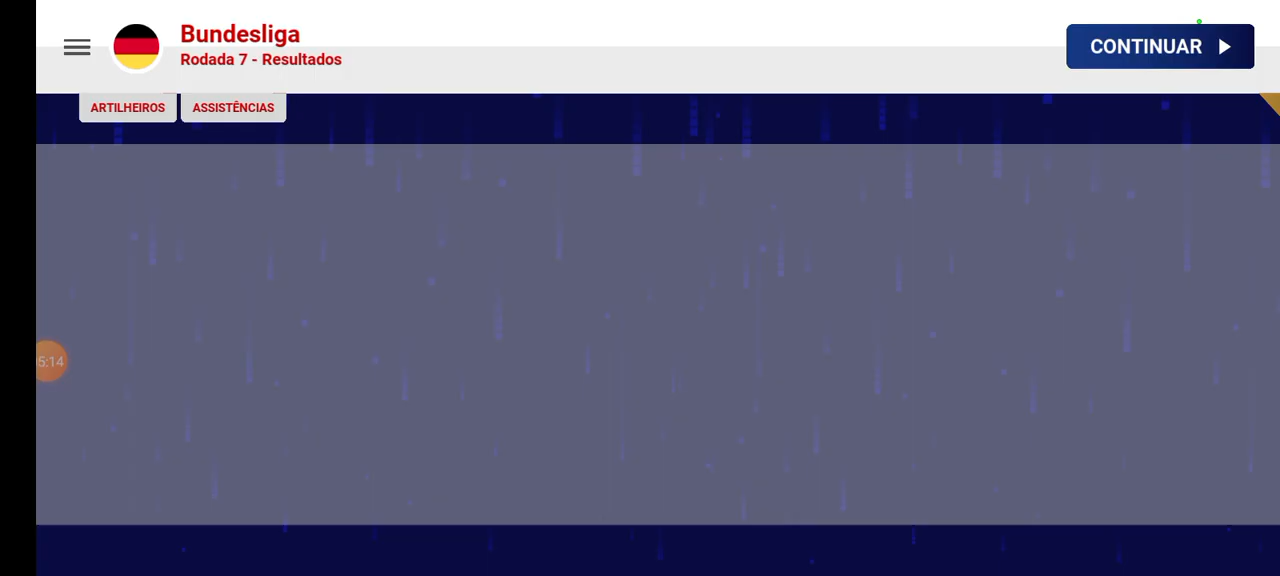 Bundesliga
Rodada 7 - Resultados
CONTINUAR
ARTILHEIROS
ASSISTÊNCIAS
5:14